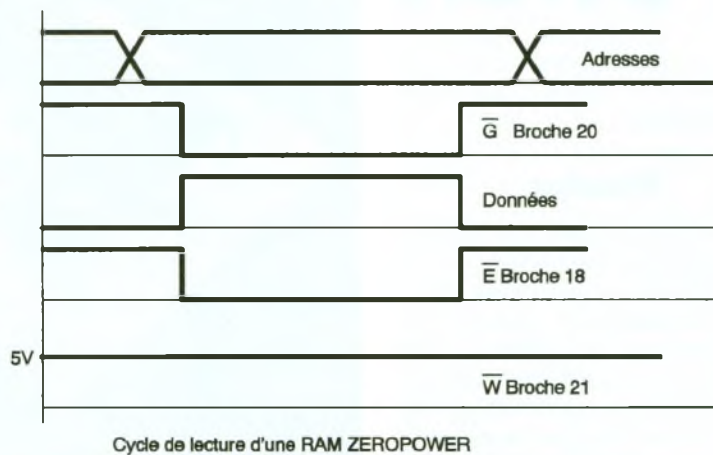 Adresses
G̅ Broche 20
Données
E̅ Broche 18
5V
W̅ Broche 21
Cycle de lecture d'une RAM ZEROPOWER